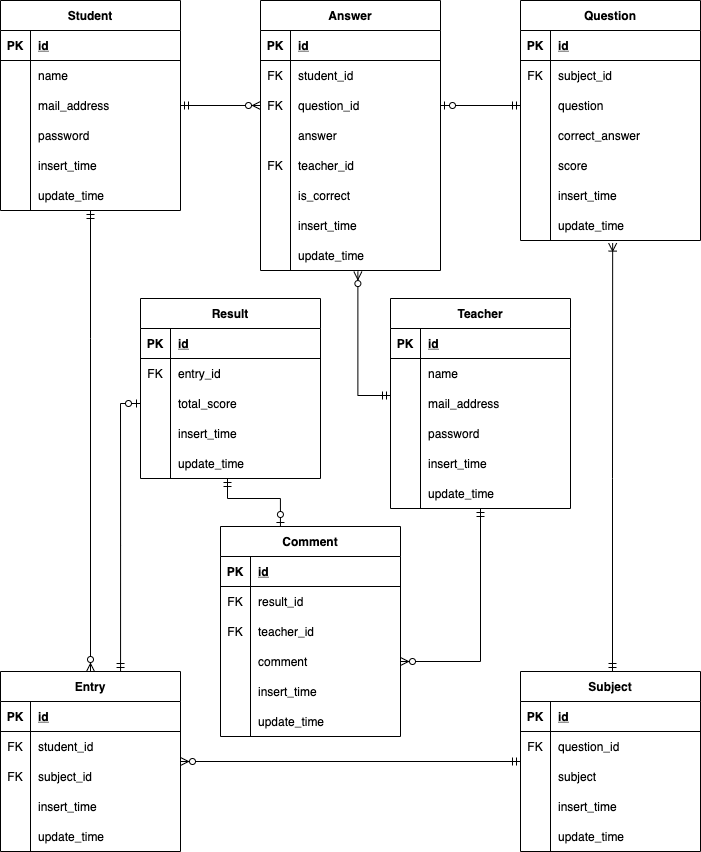 Student
PK id
name
mail_address
password
insert_time
update_time
Answer
PK id
FK student_id
FK question_id
answer
FK teacher_id
is_correct
insert_time
update_time
Question
PK id
FK subject_id
question
correct_answer
score
insert_time
update_time
Result
PK id
FK entry_id
total_score
insert_time
update_time
Teacher
PK id
name
mail_address
password
insert_time
update_time
Comment
PK id
FK result_id
FK teacher_id
comment
insert_time
update_time
Entry
PK id
FK student_id
FK subject_id
insert_time
update_time
Subject
PK id
FK question_id
subject
insert_time
update_time